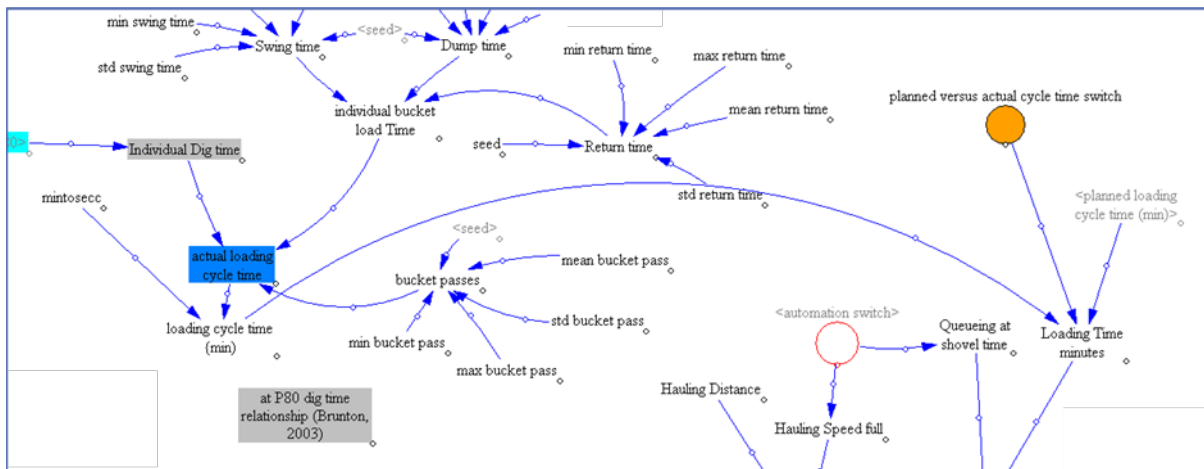 min swing time
<seed>
Swing time
Dump time
std swing time
min return time
max return time
individual bucket
load Time
mean return time
planned versus actual cycle time switch
0>
Individual Dig time
seed
Return time
mintosecc
std return time
<planned loading
cycle time (min)>
<seed>
actual loading
cycle time
mean bucket pass
bucket passes
std bucket pass
<automation switch>
loading cycle time
(min)
min bucket pass
Queueing at
shovel time
Loading Time
minutes
max bucket pass
at P80 dig time
relationship (Brunton,
2003)
Hauling Distance
Hauling Speed full